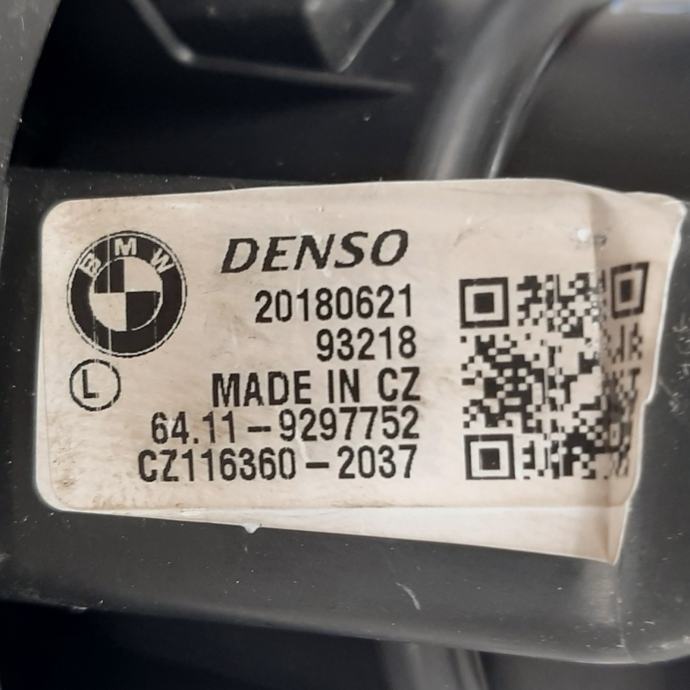 BMW
DENSO
20180621
93218
L
MADE IN CZ
64.11-9297752
CZ116360-2037